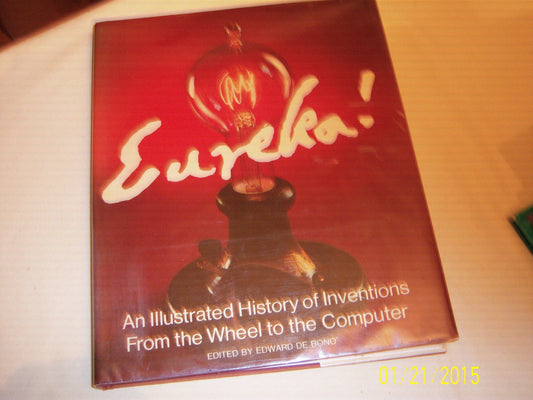 Eureka!
An Illustrated History of Inventions
From the Wheel to the Computer
EDITED BY EDWARD DE BONO
01/21/2015